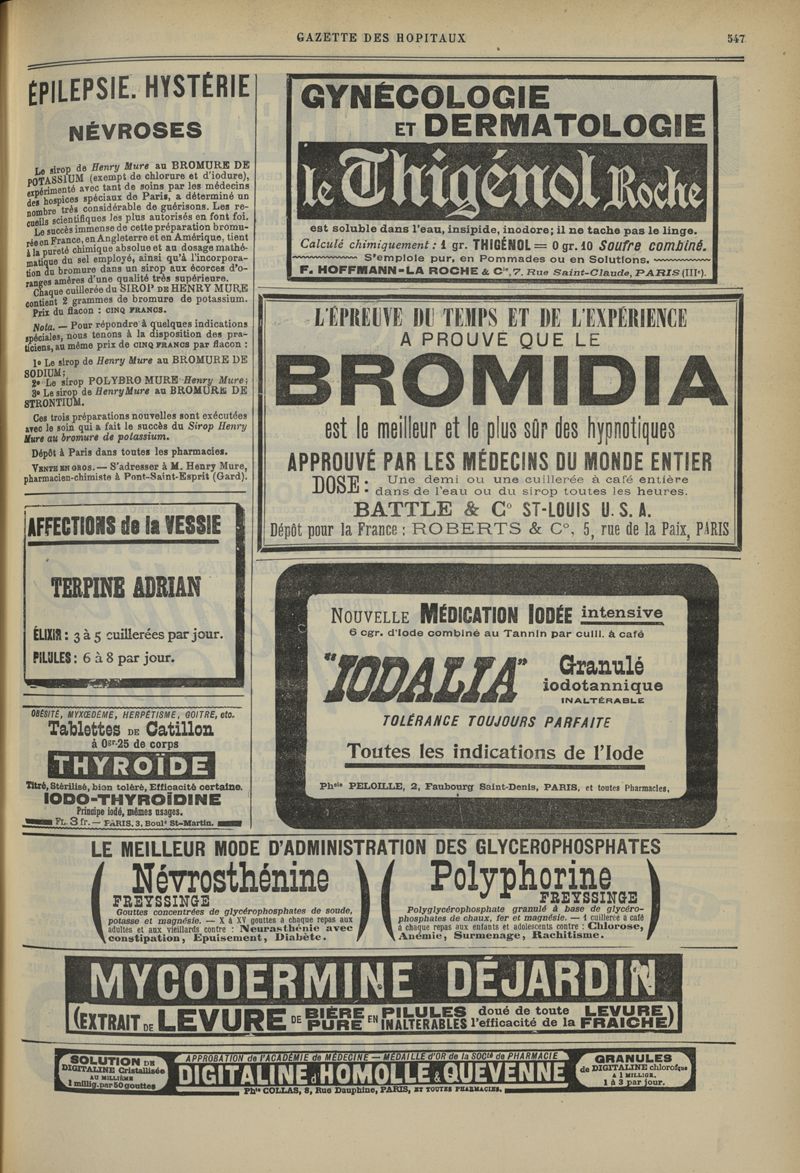 GAZETTE DES HOPITAUX
547
ÉPILEPSIE. HYSTÉRIE
NÉVROSES
Le sirop de Henry Mure au BROMURE DE
POTASSIUM (exempt de chlorure et d'iodure),
expérimenté avec tant de soins par les médecins
des hospices spéciaux de Paris, a déterminé un
nombre très considérable de guérisons. Les re-
cueils scientifiques les plus autorisés en font foi.
Le succès immense de cette préparation bromu-
rée en France, en Angleterre et en Amérique, tient
à la pureté chimique absolue et au dosage mathé-
matique du sel employé, ainsi qu'à l'incorpora-
tion du bromure dans un sirop aux écorces d'o-
ranges amères d'une qualité très supérieure.
Chaque cuillerée du SIROP DE HENRY MURE
contient 2 grammes de bromure de potassium.
Prix du flacon : CINQ FRANCS.
Nota. — Pour répondre à quelques indications
spéciales, nous tenons à la disposition des pra-
ticiens, au même prix de CINQ FRANCS par flacon :
1º Le sirop de Henry Mure au BROMURE DE
SODIUM;
2º Le sirop POLYBROMURE Henry Mure;
3º Le sirop de Henry Mure au BROMURE DE
STRONTIUM.
Ces trois préparations nouvelles sont exécutées
avec le soin qui a fait le succès du Sirop Henry
Mure au bromure de potassium.
Dépôt à Paris dans toutes les pharmacies.
VENTE EN GROS. — S'adresser à M. Henry Mure,
pharmacien-chimiste à Pont-Saint-Esprit (Gard).
AFFECTIONS de la VESSIE
TERPINE ADRIAN
ÉLIXIR : 3 à 5 cuillerées par jour.
PILULES : 6 à 8 par jour.
OBÉSITÉ, MYXŒDÈME, HERPÉTISME, GOITRE, etc.
Tablettes DE Catillon
à 0gr.25 de corps
THYROÏDE
Titré, Stérilisé, bien toléré, Efficacité certaine.
IODO-THYROÏDINE
Principe iodé, mêmes usages.
FL. 3 fr. — PARIS, 3, Boulᵗ St-Martin.
GYNÉCOLOGIE
ET DERMATOLOGIE
le Thigénol Roche
est soluble dans l'eau, insipide, inodore; il ne tache pas le linge.
Calculé chimiquement : 1 gr. THIGÉNOL = 0 gr. 10 Soufre combiné.
S'emploie pur, en Pommades ou en Solutions.
F. HOFFMANN-LA ROCHE & Cie, 7, Rue Saint-Claude, PARIS (IIIe).
L'ÉPREUVE DU TEMPS ET DE L'EXPÉRIENCE
A PROUVÉ QUE LE
BROMIDIA
est le meilleur et le plus sûr des hypnotiques
APPROUVÉ PAR LES MÉDECINS DU MONDE ENTIER
DOSE : Une demi ou une cuillerée à café entière
dans de l'eau ou du sirop toutes les heures.
BATTLE & Cº ST-LOUIS U. S. A.
Dépôt pour la France : ROBERTS & Cº, 5, rue de la Paix, PARIS
NOUVELLE MÉDICATION IODÉE intensive
6 cgr. d'Iode combiné au Tannin par cuill. à café
"IODALIA" Granulé
iodotannique
INALTÉRABLE
TOLÉRANCE TOUJOURS PARFAITE
Toutes les indications de l'Iode
Phcie PELOILLE, 2, Faubourg Saint-Denis, PARIS, et toutes Pharmacies,
LE MEILLEUR MODE D'ADMINISTRATION DES GLYCEROPHOSPHATES
Névrosthénine
FREYSSINGE
Gouttes concentrées de glycérophosphates de soude,
potasse et magnésie. — X à XV gouttes à chaque repas aux
adultes et aux vieillards contre : Neurasthénie avec
constipation, Epuisement, Diabète.
Polyphorine
FREYSSINGE
Polyglycérophosphate granulé à base de glycéro-
phosphates de chaux, fer et magnésie. — 1 cuillerée à café
à chaque repas aux enfants et adolescents contre : Chlorose,
Anémie, Surmenage, Rachitisme.
MYCODERMINE DÉJARDIN
(EXTRAIT DE LEVURE DE BIÈRE PURE EN PILULES INALTERABLES doué de toute l'efficacité de la LEVURE FRAICHE)
SOLUTION DE
DIGITALINE Cristallisée
AU MILLIÈME
1 millig. par 50 gouttes
APPROBATION de l'ACADÉMIE de MÉDECINE — MÉDAILLE d'OR de la SOCté de PHARMACIE
DIGITALINE d'HOMOLLE & QUEVENNE
Phie COLLAS, 8, Rue Dauphine, PARIS, ET TOUTES PHARMACIES.
GRANULES
de DIGITALINE chlorofque
A 1 MILLIGR.
1 à 3 par jour.